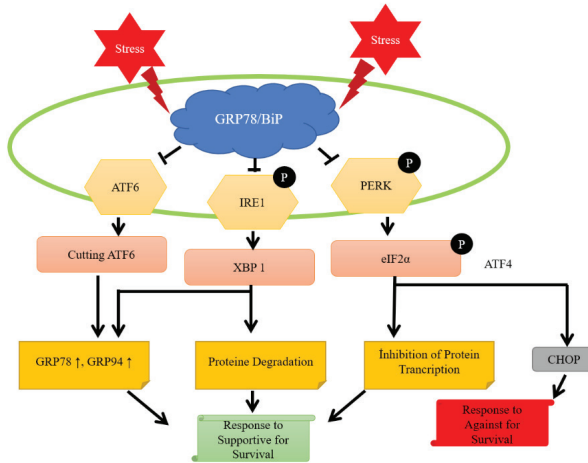 Stress
Stress
GRP78/BiP
ATF6
IRE1
P
PERK
P
Cutting ATF6
XBP 1
eIF2α
P
ATF4
GRP78 ↑, GRP94 ↑
Proteine Degradation
İnhibition of Protein
Trancription
CHOP
Response to
Supportive for
Survival
Response to
Against for
Survival